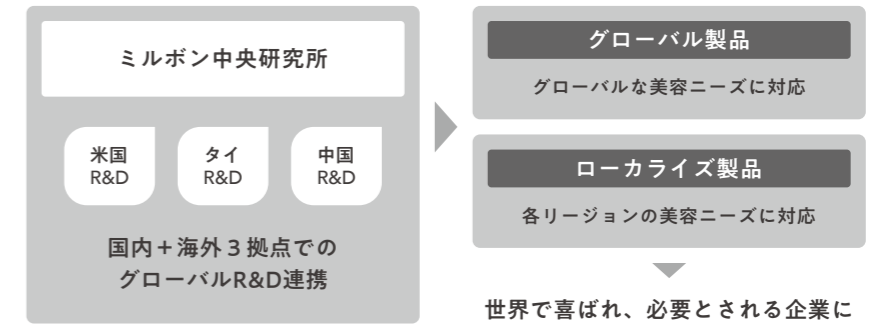 ミルボン中央研究所
米国
R&D
タイ
R&D
中国
R&D
国内＋海外３拠点での
グローバルR&D連携
グローバル製品
グローバルな美容ニーズに対応
ローカライズ製品
各リージョンの美容ニーズに対応
世界で喜ばれ、必要とされる企業に